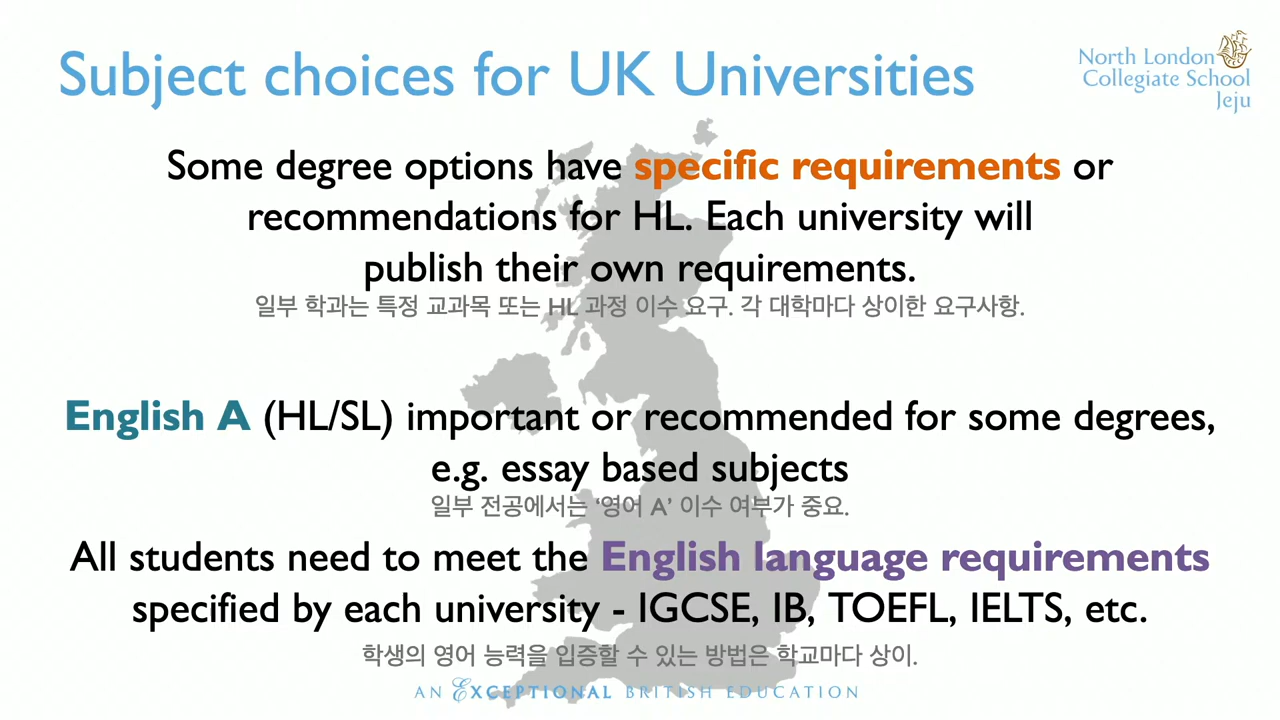 Subject choices for UK Universities
North London
Collegiate School
Jeju
Some degree options have specific requirements or
recommendations for HL. Each university will
publish their own requirements.
일부 학과는 특정 교과목 또는 HL 과정 이수 요구. 각 대학마다 상이한 요구사항.
English A (HL/SL) important or recommended for some degrees,
e.g. essay based subjects
일부 전공에서는 ‘영어 A’ 이수 여부가 중요.
All students need to meet the English language requirements
specified by each university - IGCSE, IB, TOEFL, IELTS, etc.
학생의 영어 능력을 입증할 수 있는 방법은 학교마다 상이.
AN EXCEPTIONAL BRITISH EDUCATION